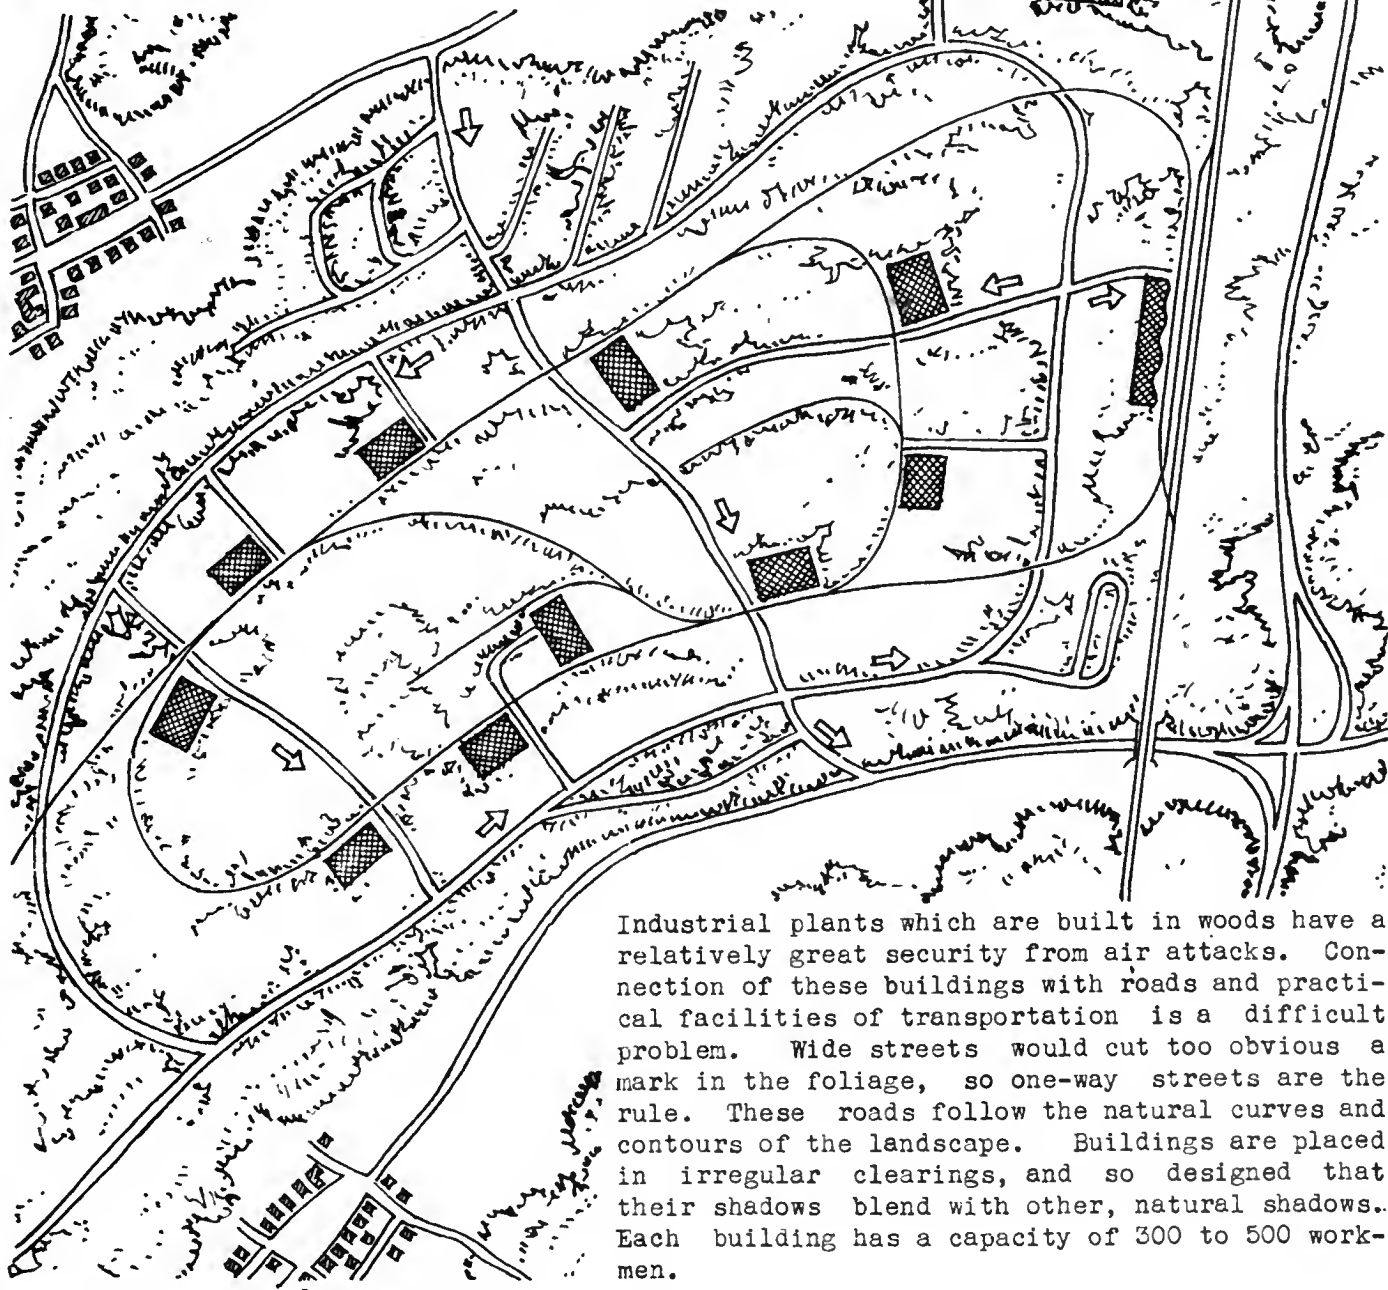 Industrial plants which are built in woods have a
relatively great security from air attacks. Con-
nection of these buildings with roads and practi-
cal facilities of transportation is a difficult
problem. Wide streets would cut too obvious a
mark in the foliage, so one-way streets are the
rule. These roads follow the natural curves and
contours of the landscape. Buildings are placed
in irregular clearings, and so designed that
their shadows blend with other, natural shadows.
Each building has a capacity of 300 to 500 work-
men.